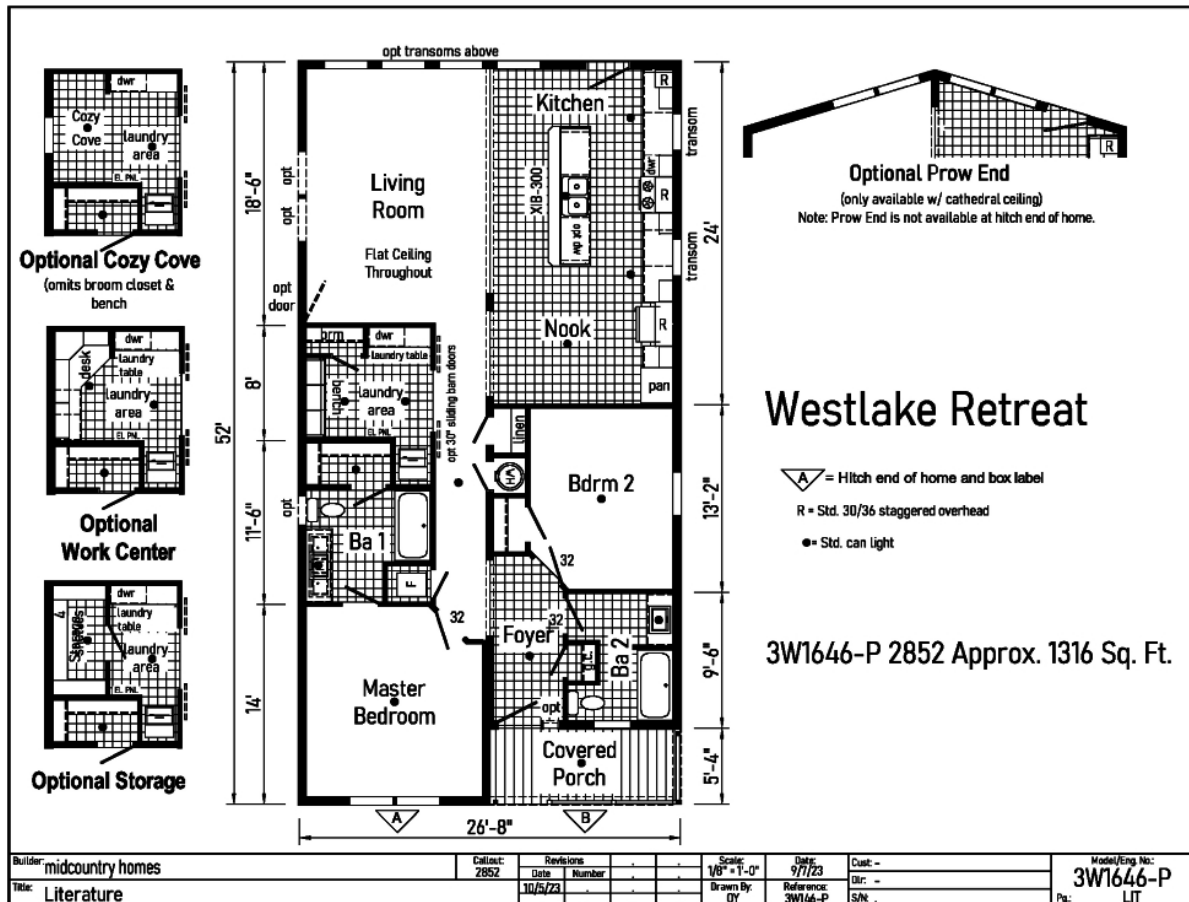 opt transoms above
dwr
Cozy
Cove
laundry
area
EL PNL
Optional Cozy Cove
(omits broom closet &
bench
dwr
desk
laundry
table
laundry
area
EL PNL
Optional
Work Center
dwr
4
laundry
table
laundry
area
EL PNL
Optional Storage
52'
18'-6"
8'
11'-6"
14'
opt
opt
opt
door
opt
Living
Room
Flat Ceiling
Throughout
Kitchen
R
XIB-300
opt dw
dwr
R
R
Nook
pan
transom
transom
24'
13'-2"
9'-6"
5'-4"
brm
dwr
laundry table
bench
laundry
area
EL PNL
opt 30" sliding barn doors
linen
WH
Bdrm 2
Ba 1
F
32
32
32
Foyer
Ba 2
Master
Bedroom
opt
Covered
Porch
A
B
26'-8"
R
Optional Prow End
(only available w/ cathedral ceiling)
Note: Prow End is not available at hitch end of home.
Westlake Retreat
A = Hitch end of home and box label
R = Std. 30/36 staggered overhead
●= Std. can light
3W1646-P 2852 Approx. 1316 Sq. Ft.
Builder: midcountry homes
Title: Literature
Callout:
2852
Revisions
Date Number
10/5/23
Scale:
1/8" = 1'-0"
Drawn By:
DY
Date:
9/7/23
Reference:
3W146-P
Cust: -
Dlr: -
S/N: .
Model/Eng. No.:
3W1646-P
Pg.: LIT